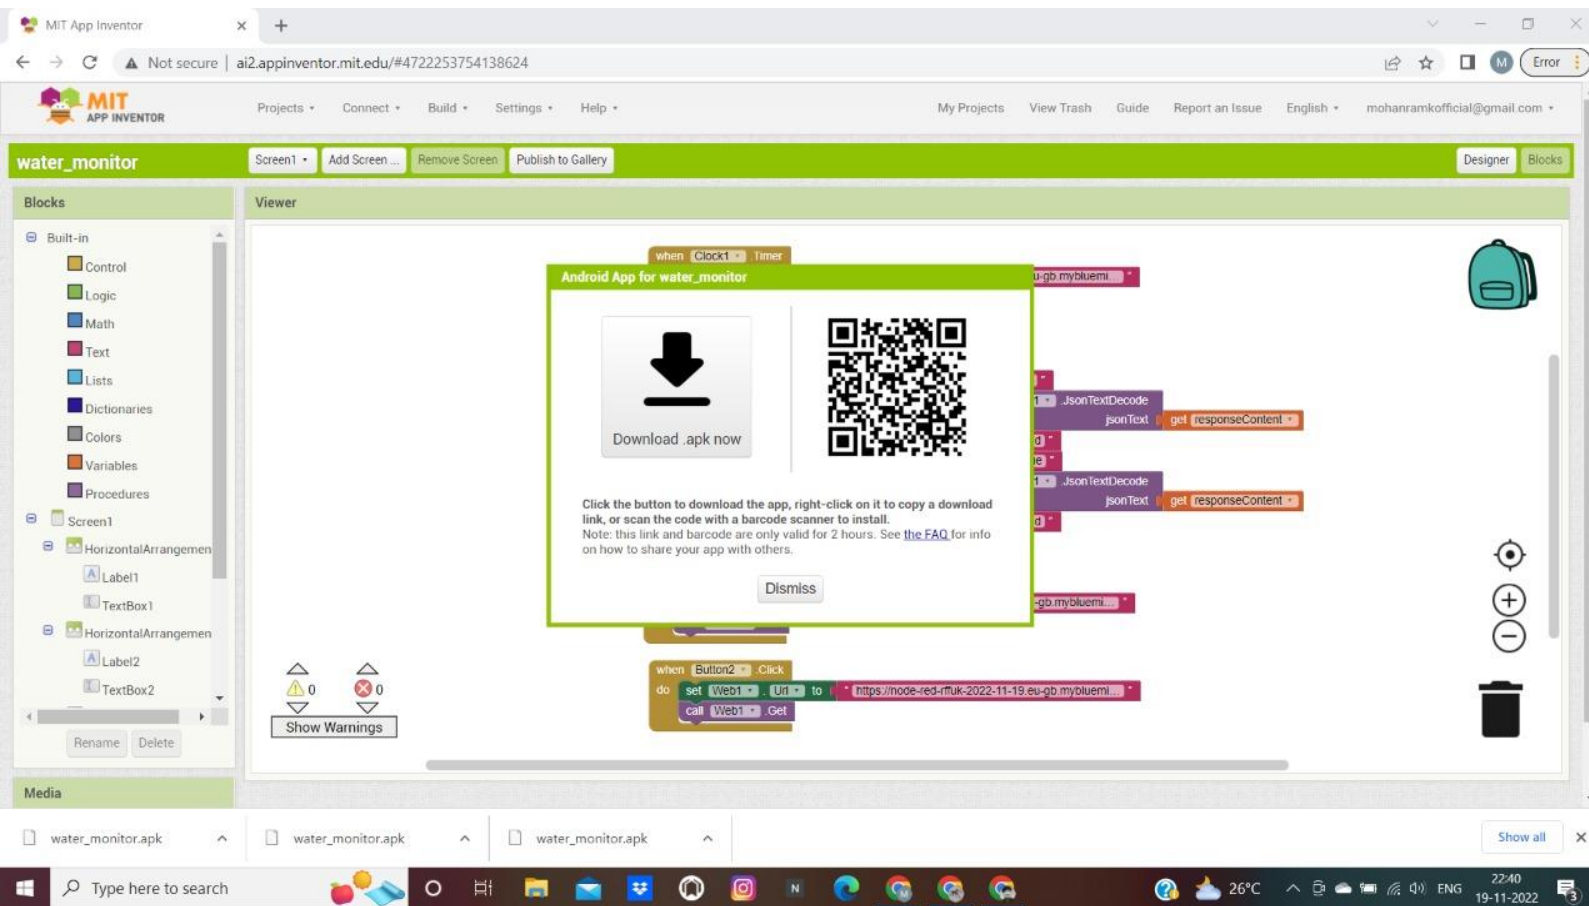 MIT App Inventor
Not secure | ai2.appinventor.mit.edu/#4722253754138624
M
Error
MIT
APP INVENTOR
Projects
Connect
Build
Settings
Help
My Projects
View Trash
Guide
Report an Issue
English
mohanramkofficial@gmail.com
water_monitor
Screen1
Add Screen ...
Remove Screen
Publish to Gallery
Designer
Blocks
Blocks
Viewer
Built-in
Control
Logic
Math
Text
Lists
Dictionaries
Colors
Variables
Procedures
Screen1
HorizontalArrangemen
Label1
TextBox1
HorizontalArrangemen
Label2
TextBox2
Rename
Delete
Media
when Clock1 .Timer
u-gb.mybluemi... "
Android App for water_monitor
Download .apk now
Click the button to download the app, right-click on it to copy a download
link, or scan the code with a barcode scanner to install.
Note: this link and barcode are only valid for 2 hours. See the FAQ for info
on how to share your app with others.
Dismiss
1 .JsonTextDecode
jsonText get responseContent
d "
e "
1 .JsonTextDecode
jsonText get responseContent
d "
-gb.mybluemi... "
when Button2 .Click
do set Web1 . Url to " https://node-red-rffuk-2022-11-19.eu-gb.mybluemi... "
call Web1 .Get
0
0
Show Warnings
water_monitor.apk
water_monitor.apk
water_monitor.apk
Show all
Type here to search
N
26°C
ENG
22:40
19-11-2022
3